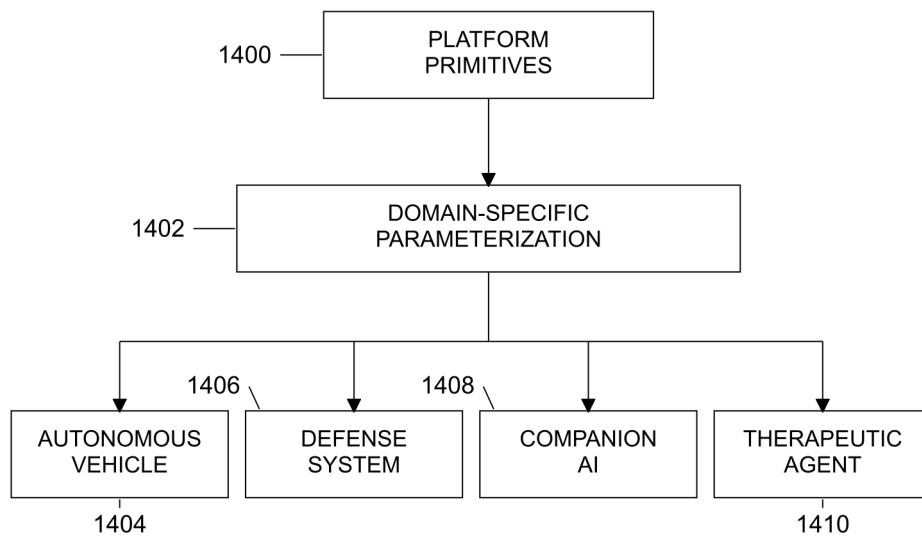 1400
PLATFORM
PRIMITIVES
1402
DOMAIN-SPECIFIC
PARAMETERIZATION
1406
1408
AUTONOMOUS
VEHICLE
DEFENSE
SYSTEM
COMPANION
AI
THERAPEUTIC
AGENT
1404
1410